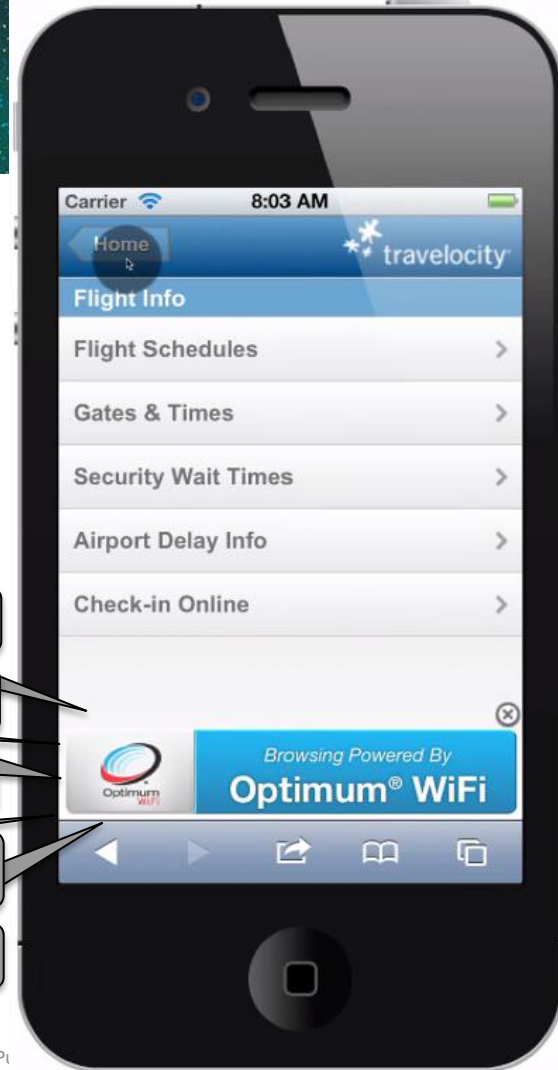 Carrier 8:03 AM
Home travelocity
Flight Info
Flight Schedules
Gates & Times
Security Wait Times
Airport Delay Info
Check-in Online
Browsing Powered By
Optimum® WiFi
Optimum
WiFi